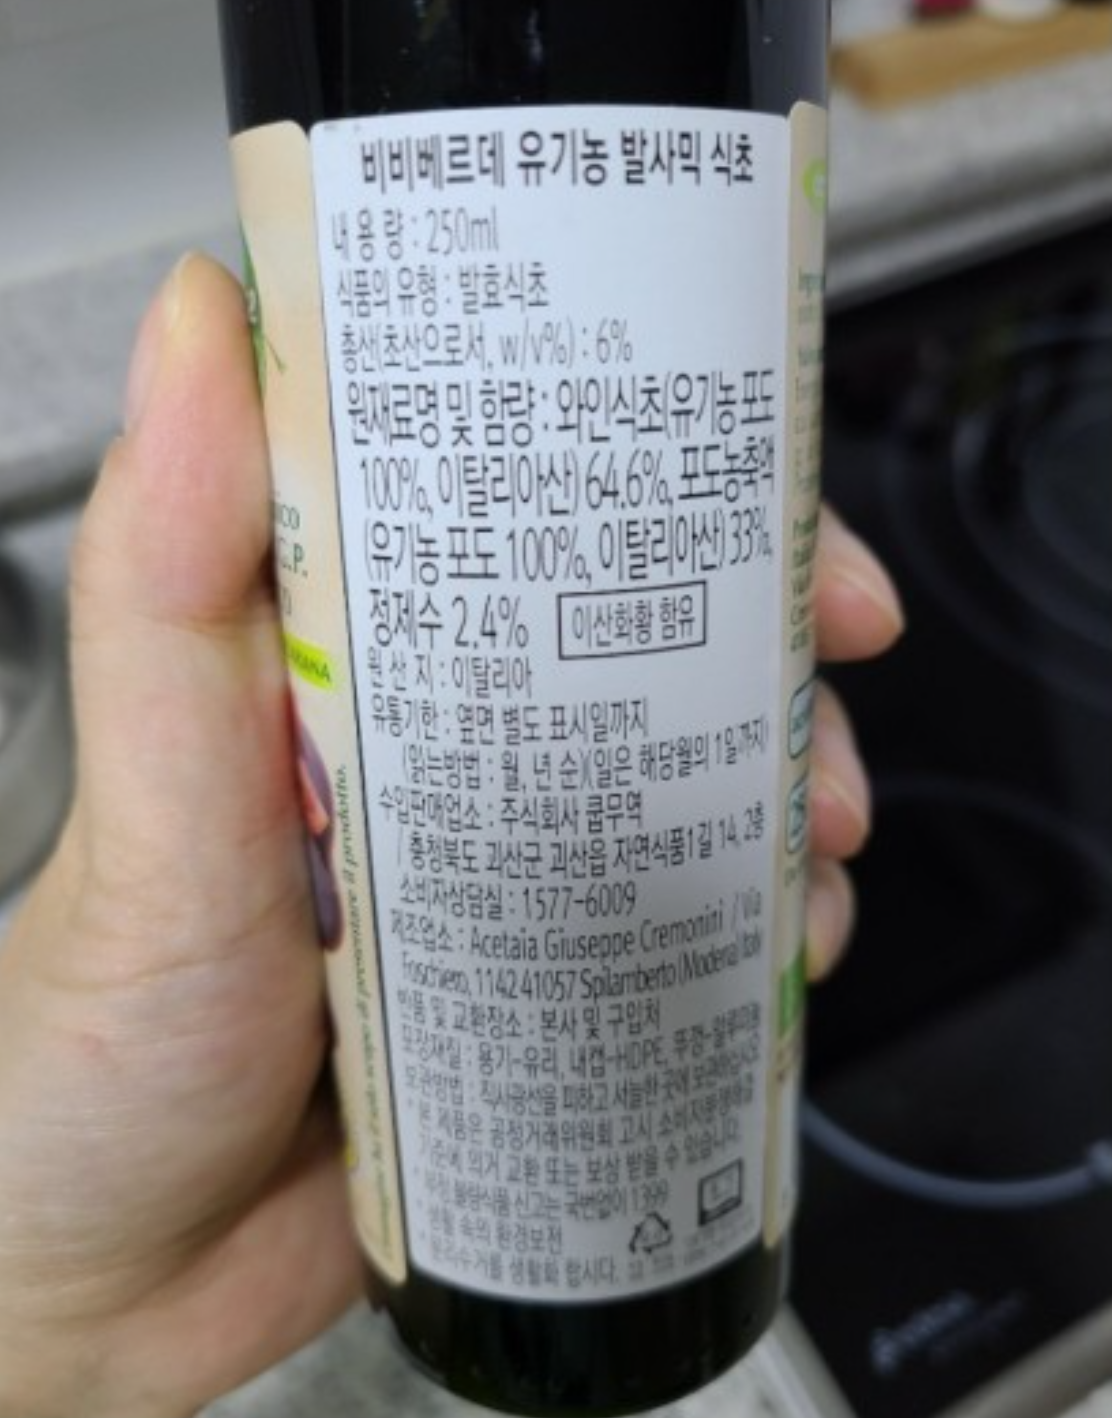 비비베르데 유기농 발사믹 식초
내 용 량 : 250ml
식품의 유형 : 발효식초
총산(초산으로서, w/v%) : 6%
원재료명 및 함량 : 와인식초(유기농 포도
100%, 이탈리아산) 64.6%, 포도농축액
(유기농 포도 100%, 이탈리아산) 33%,
정제수 2.4%
이산화황 함유
원 산 지 : 이탈리아
유통기한 : 옆면 별도 표시일까지
(읽는방법 : 월, 년 순)(일은 해당월의 1일까지)
수입판매업소 : 주식회사 쿱무역
/ 충청북도 괴산군 괴산읍 자연식품1길 14, 2층
소비자상담실 : 1577-6009
제조업소 : Acetaia Giuseppe Cremonini / Via
Foschiero, 1142 41057 Spilamberto (Modena) Italy
반품 및 교환장소 : 본사 및 구입처
포장재질 : 용기-유리, 내캡-HDPE, 뚜껑-알루미늄
보관방법 : 직사광선을 피하고 서늘한 곳에 보관하십시오
* 본 제품은 공정거래위원회 고시 소비자분쟁해결
기준에 의거 교환 또는 보상 받을 수 있습니다.
* 부정,불량식품 신고는 국번없이 1399
* 생활 속의 환경보전
* 분리수거를 생활화 합시다.
ico
G.P.